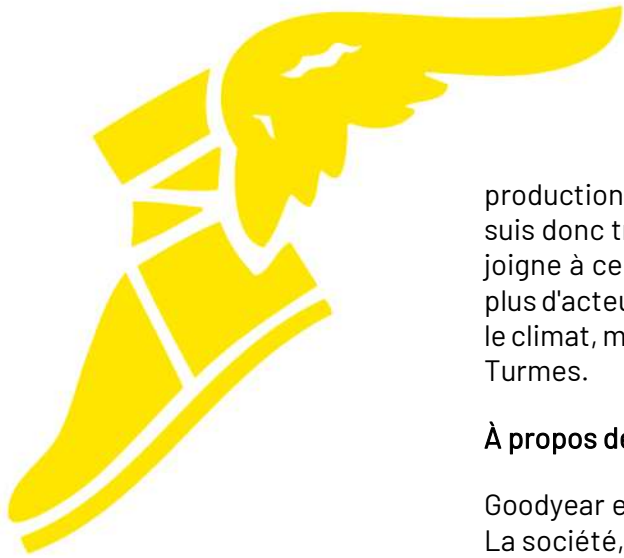 production
suis donc
joigne à ce
plus d'acteu
le climat, m
Turmes.
À propos de
Goodyear e
La société,